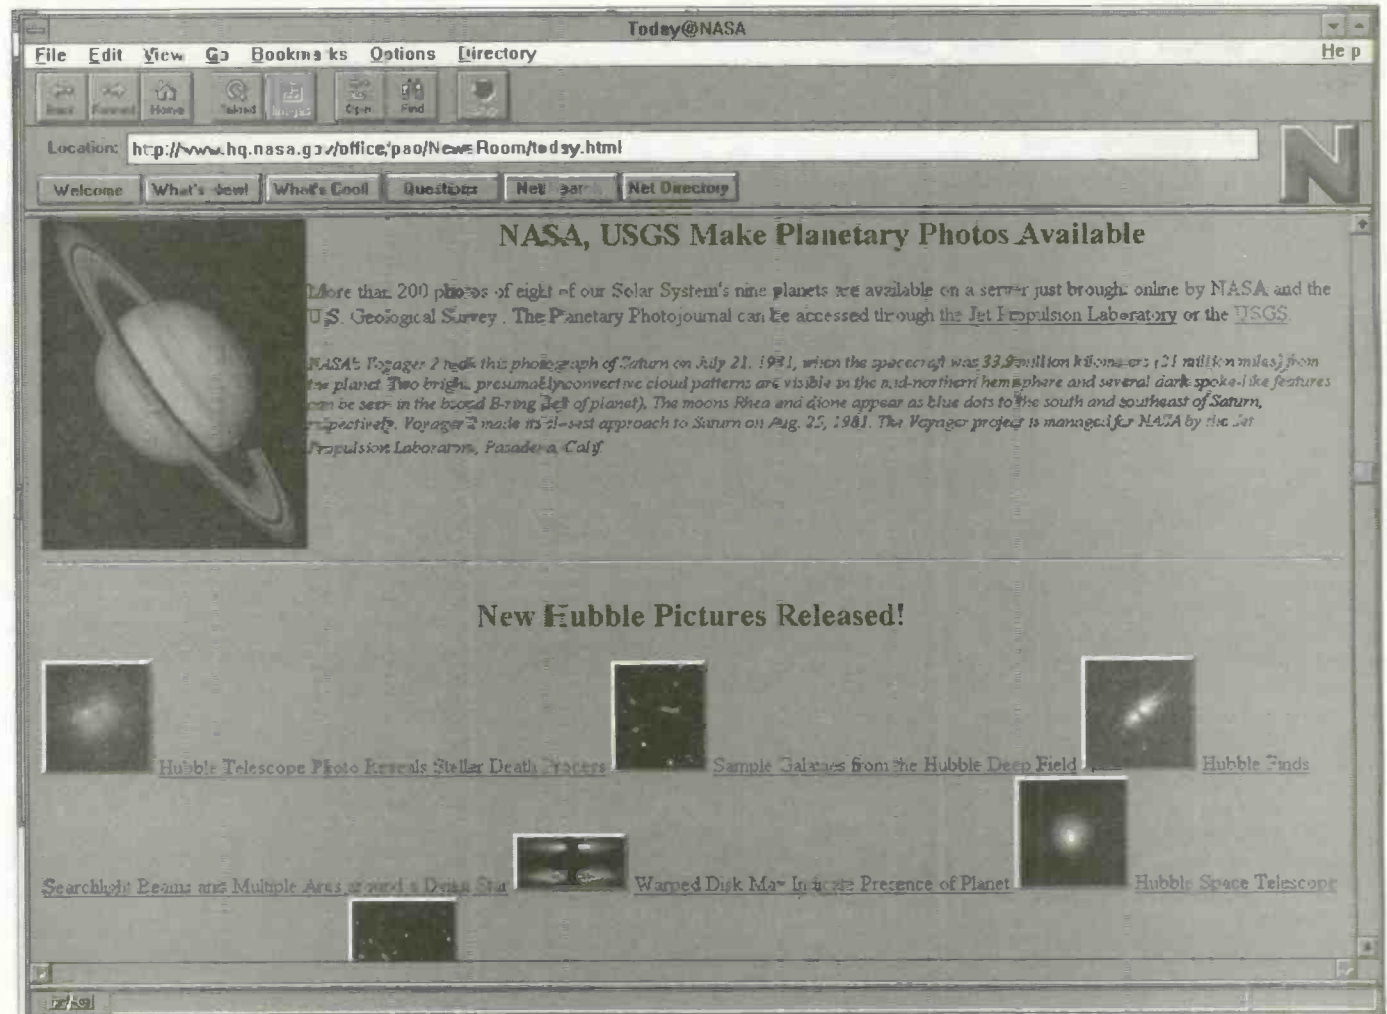 Today@NASA
File Edit View Go Bookmarks Options Directory Help
Back Forward Home Reload Images Open Find
Location: http://www.hq.nasa.gov/office/pao/NewsRoom/today.html
Welcome What's New! What's Cool! Questions Net Search Net Directory
N
NASA, USGS Make Planetary Photos Available
More than 200 photos of eight of our Solar System's nine planets are available on a server just brought online by NASA and the
U.S. Geological Survey . The Planetary Photojournal can be accessed through the Jet Propulsion Laboratory or the USGS.
NASA's Voyager 2 took this photograph of Saturn on July 21, 1981, when the spacecraft was 33.9 million kilometers (21 million miles) from
the planet. Two bright, presumably convective cloud patterns are visible in the mid-northern hemisphere and several dark spoke-like features
can be seen in the broad B-ring (left of planet). The moons Rhea and dione appear as blue dots to the south and southeast of Saturn,
respectively. Voyager 2 made its closest approach to Saturn on Aug. 25, 1981. The Voyager project is managed for NASA by the Jet
Propulsion Laboratory, Pasadena, Calif.
New Hubble Pictures Released!
Hubble Telescope Photo Reveals Stellar Death Process Sample Galaxies from the Hubble Deep Field Hubble Finds
Searchlight Beams and Multiple Arcs around a Dying Star Warped Disk May Indicate Presence of Planet Hubble Space Telescope